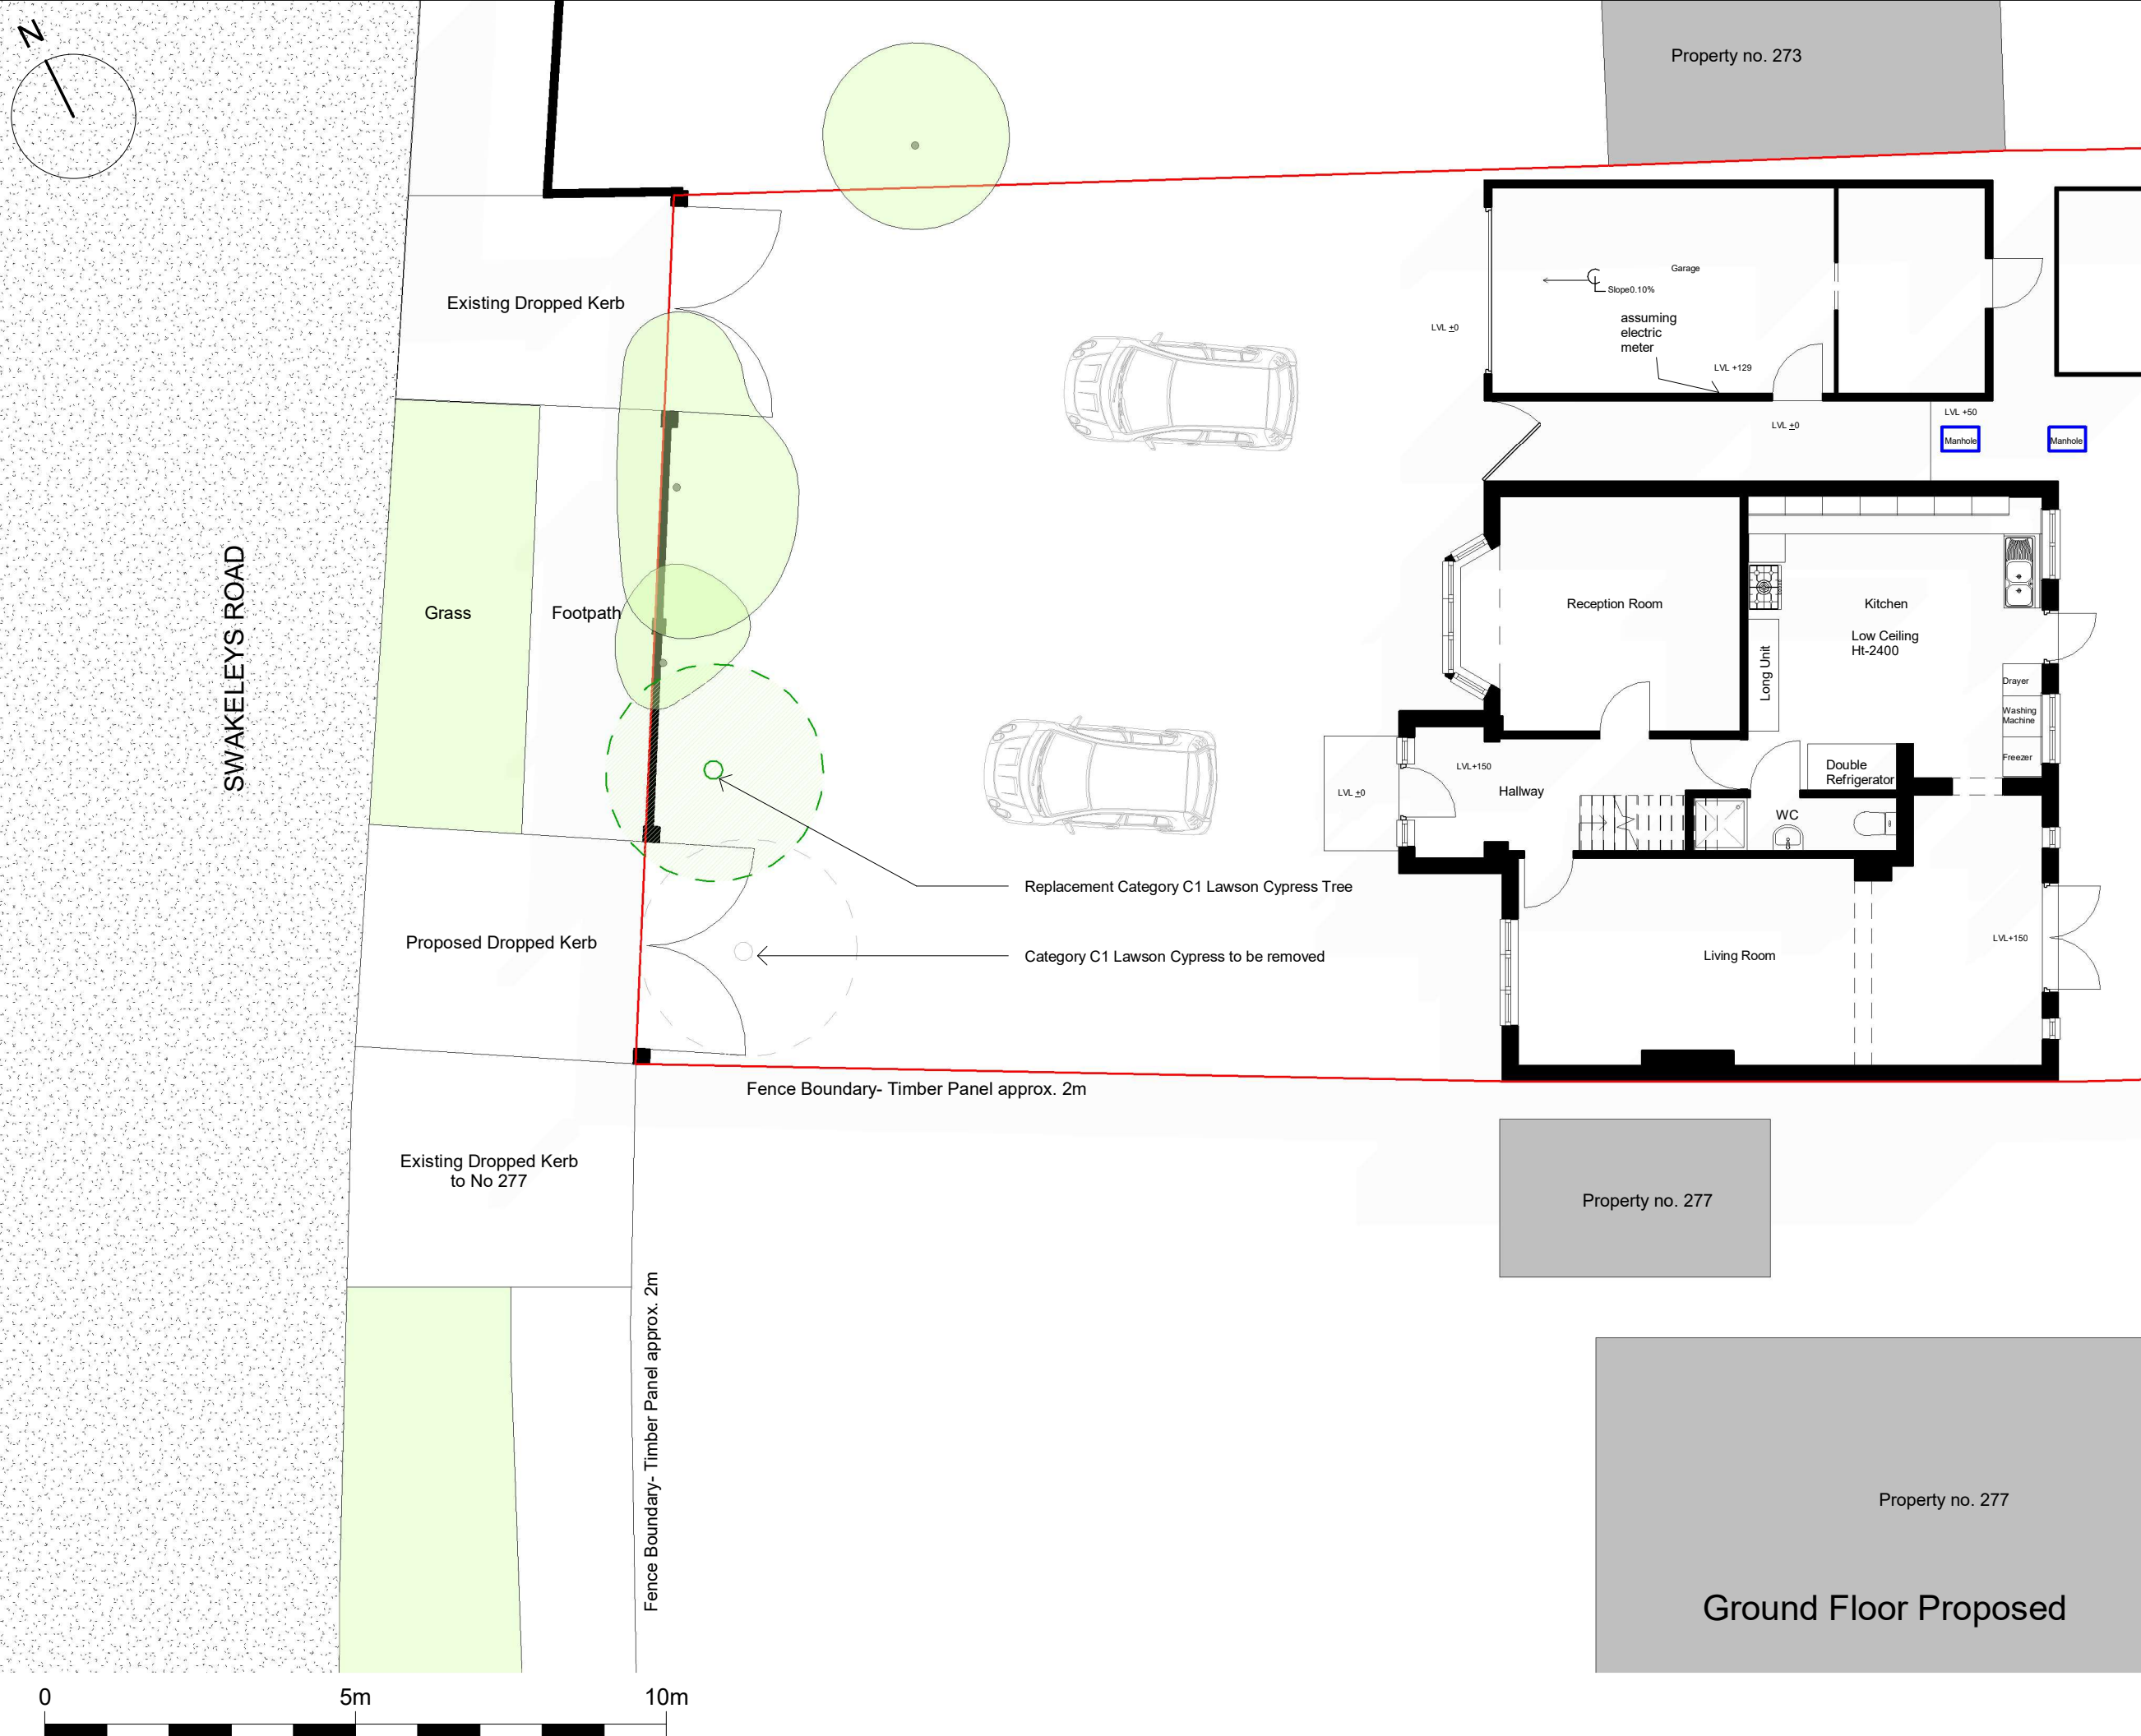 N
Property no. 273
Existing Dropped Kerb
Garage
CL
Slope0.10%
assuming
electric
meter
LVL ±0
LVL +129
LVL ±0
LVL +50
Manhole
Manhole
SWAKELEYS ROAD
Grass
Footpath
Reception Room
Kitchen
Low Ceiling
Ht-2400
Long Unit
Drayer
Washing
Machine
Freezer
Double
Refrigerator
LVL+150
Hallway
LVL ±0
WC
Replacement Category C1 Lawson Cypress Tree
Proposed Dropped Kerb
Category C1 Lawson Cypress to be removed
Living Room
LVL+150
Fence Boundary- Timber Panel approx. 2m
Existing Dropped Kerb
to No 277
Property no. 277
Fence Boundary- Timber Panel approx. 2m
Property no. 277
Ground Floor Proposed
0
5m
10m